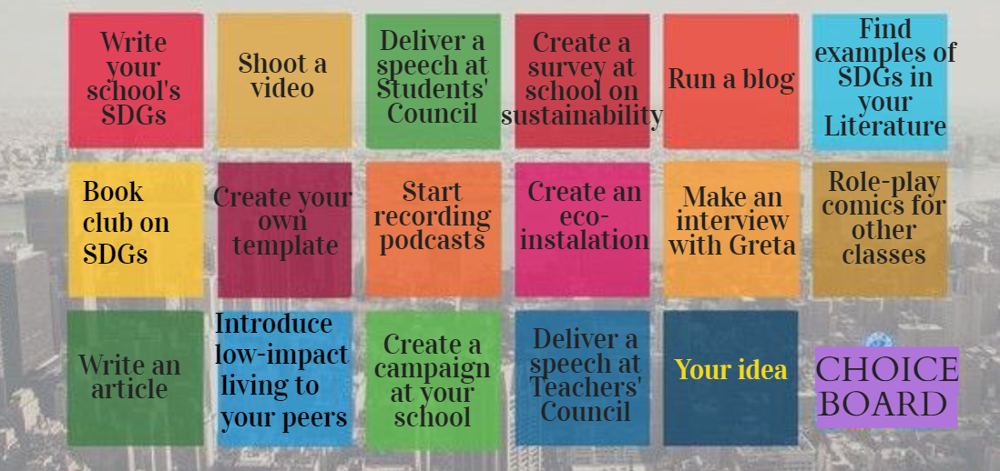 Write
your
school's
SDGs
Shoot a
video
Deliver a
speech at
Students'
Council
Create a
survey at
school on
sustainability
Run a blog
Find
examples of
SDGs in
your
Literature
Book
club on
SDGs
Create your
own
template
Start
recording
podcasts
Create an
eco-
instalation
Make an
interview
with Greta
Role-play
comics for
other
classes
Write an
article
Introduce
low-impact
living to
your peers
Create a
campaign
at your
school
Deliver a
speech at
Teachers'
Council
Your idea
CHOICE
BOARD